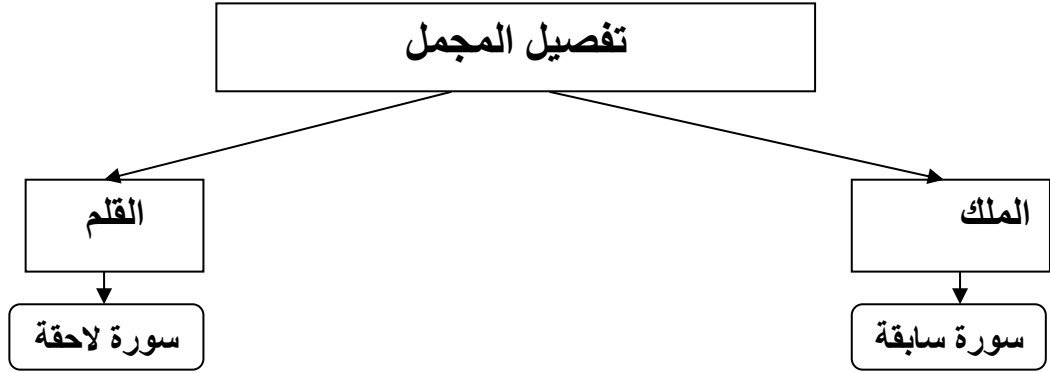 تفصيل المجمل
الملك
القلم
سورة سابقة
سورة لاحقة